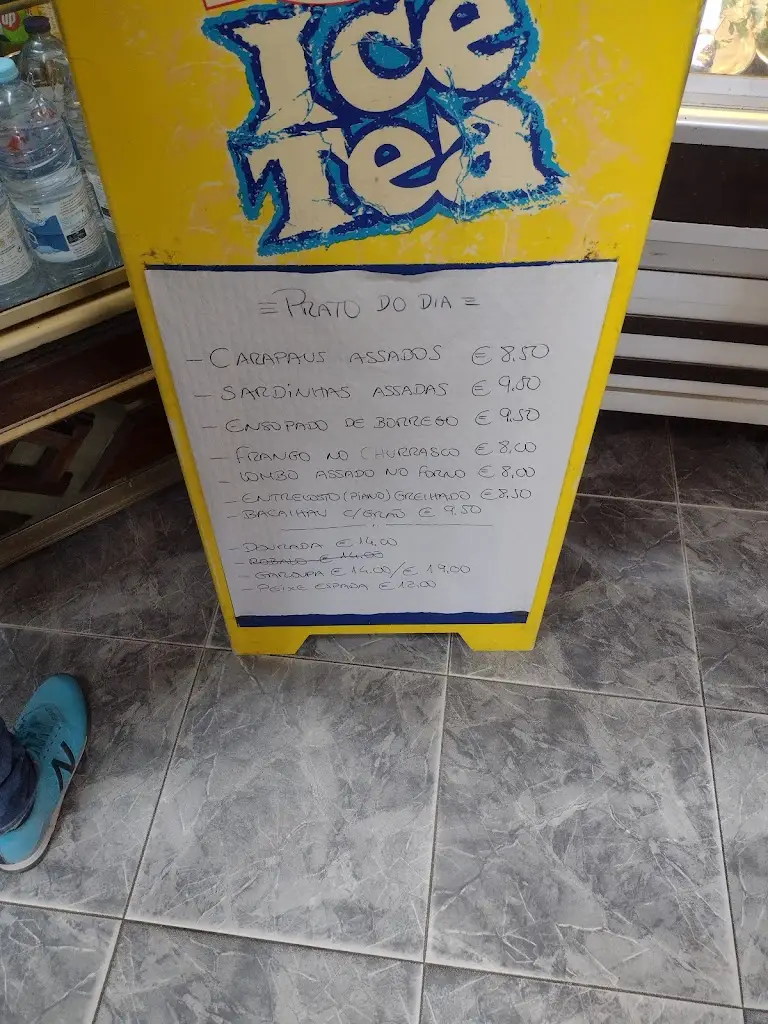 up
Ice
Tea
= PRATO DO DIA =
- CARAPAUS ASSADOS € 8,50
- SARDINHAS ASSADAS € 9.80
- ENSOPADO DE BORREGO € 9,50
- FRANGO NO CHURRASCO € 8,00
- LOMBO ASSADO NO FORNO € 8,00
- ENTRECOSTO (PIANO) GRELHADO € 8,50
- BACALHAU C/GRÃO € 9,50
- DOURADA € 14,00
- ROBALO € 14.00
- GAROUPA € 14.00/€ 19,00
- PEIXE ESPADA € 12.00
N